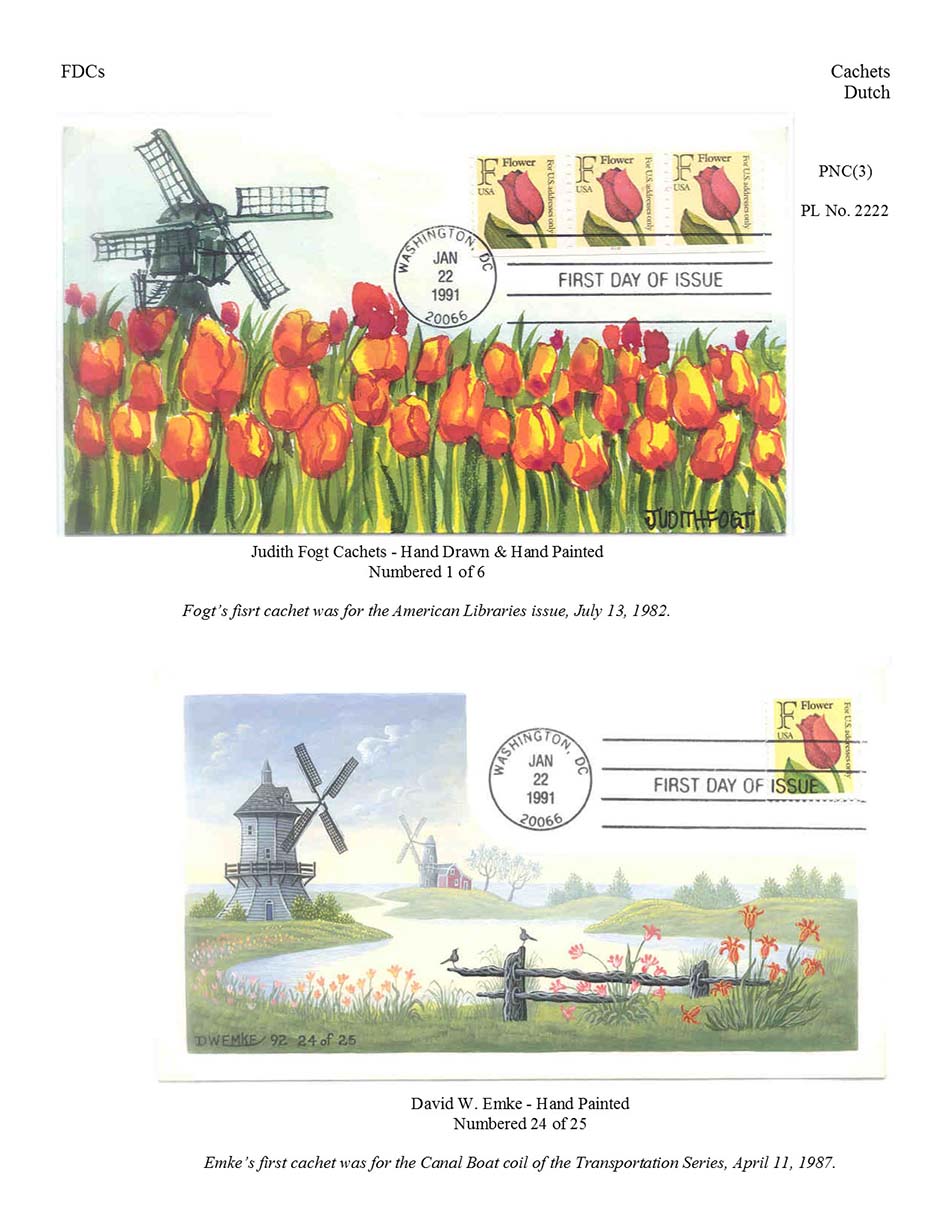 FDCs
Cachets
Dutch
PNC(3)
PL No. 2222
F Flower
USA
For U.S. addresses only
F Flower
USA
For U.S. addresses only
F Flower
USA
For U.S. addresses only
WASHINGTON, DC
JAN
22
1991
20066
FIRST DAY OF ISSUE
JUDITH FOGT
Judith Fogt Cachets - Hand Drawn & Hand Painted
Numbered 1 of 6
Fogt's fisrt cachet was for the American Libraries issue, July 13, 1982.
F Flower
USA
For U.S. addresses only
WASHINGTON, DC
JAN
22
1991
20066
FIRST DAY OF ISSUE
DWEMKE/92 24 of 25
David W. Emke - Hand Painted
Numbered 24 of 25
Emke's first cachet was for the Canal Boat coil of the Transportation Series, April 11, 1987.